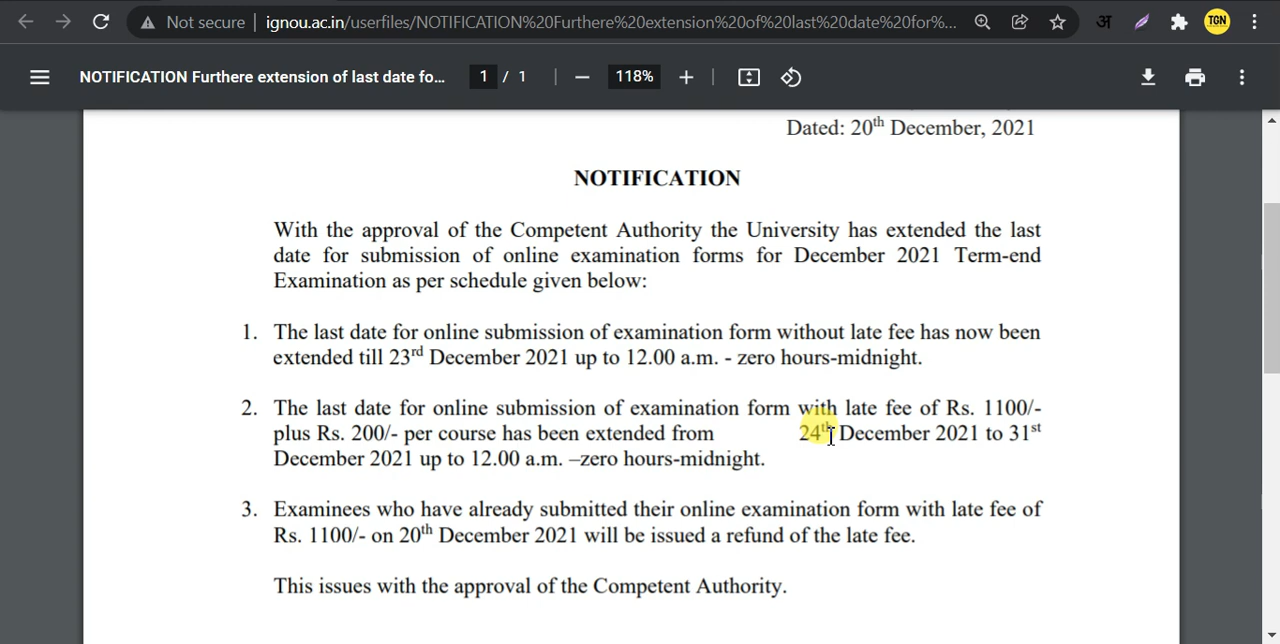 Not secure | ignou.ac.in/userfiles/NOTIFICATION%20Furthere%20extension%20of%20last%20date%20for%... अ TGN
NOTIFICATION Furthere extension of last date fo... 1 / 1 118%
Dated: 20th December, 2021
NOTIFICATION
With the approval of the Competent Authority the University has extended the last
date for submission of online examination forms for December 2021 Term-end
Examination as per schedule given below:
1. The last date for online submission of examination form without late fee has now been
extended till 23rd December 2021 up to 12.00 a.m. - zero hours-midnight.
2. The last date for online submission of examination form with late fee of Rs. 1100/-
plus Rs. 200/- per course has been extended from 24th December 2021 to 31st
December 2021 up to 12.00 a.m. –zero hours-midnight.
3. Examinees who have already submitted their online examination form with late fee of
Rs. 1100/- on 20th December 2021 will be issued a refund of the late fee.
This issues with the approval of the Competent Authority.